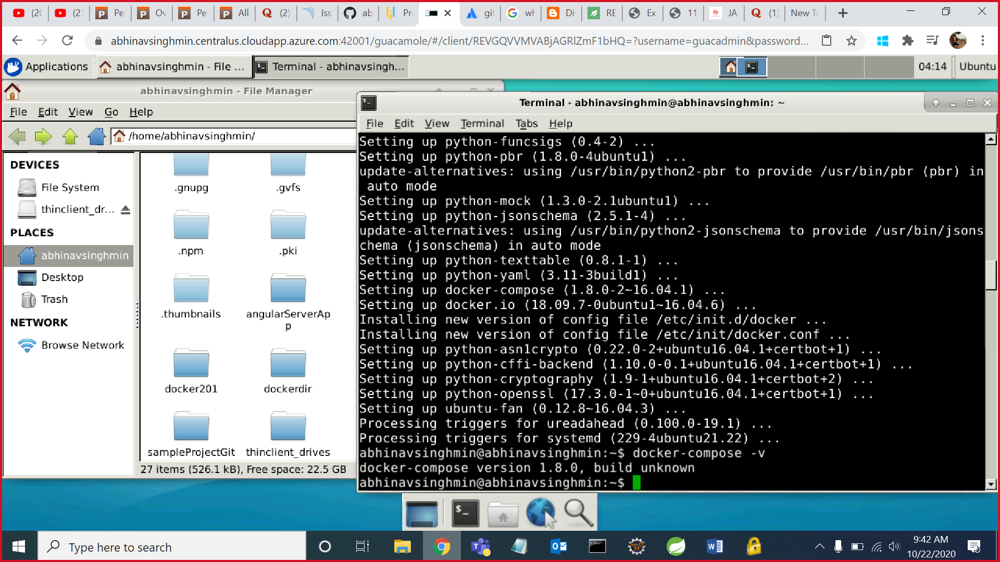 (20
(21
Pe
Ov
Pe
All
(2)
Iss
ab
Pra
git
wh
Di
RE
Ex
11
JA
(1)
New Ta
abhinavsinghmin.centralus.cloudapp.azure.com:42001/guacamole/#/client/REVGQVVMVABjAGRlZmF1bHQ=?username=guacadmin&password...
Applications
abhinavsinghmin - File ...
Terminal - abhinavsingh...
04:14
Ubuntu
abhinavsinghmin - File Manager
File Edit View Go Help
/home/abhinavsinghmin/
DEVICES
File System
thinclient_dr...
PLACES
abhinavsinghmin
Desktop
Trash
NETWORK
Browse Network
.gnupg
.gvfs
.npm
.pki
.thumbnails
angularServerAp
p
docker201
dockerdir
sampleProjectGit
thinclient_drives
27 items (526.1 kB), Free space: 22.5 GB
Terminal - abhinavsinghmin@abhinavsinghmin: ~
File Edit View Terminal Tabs Help
Setting up python-funcsigs (0.4-2) ...
Setting up python-pbr (1.8.0-4ubuntu1) ...
update-alternatives: using /usr/bin/python2-pbr to provide /usr/bin/pbr (pbr) in
auto mode
Setting up python-mock (1.3.0-2.1ubuntu1) ...
Setting up python-jsonschema (2.5.1-4) ...
update-alternatives: using /usr/bin/python2-jsonschema to provide /usr/bin/jsons
chema (jsonschema) in auto mode
Setting up python-texttable (0.8.1-1) ...
Setting up python-yaml (3.11-3build1) ...
Setting up docker-compose (1.8.0-2~16.04.1) ...
Setting up docker.io (18.09.7-0ubuntu1~16.04.6) ...
Installing new version of config file /etc/init.d/docker ...
Installing new version of config file /etc/init/docker.conf ...
Setting up python-asn1crypto (0.22.0-2+ubuntu16.04.1+certbot+1) ...
Setting up python-cffi-backend (1.10.0-0.1+ubuntu16.04.1+certbot+1) ...
Setting up python-cryptography (1.9-1+ubuntu16.04.1+certbot+2) ...
Setting up python-openssl (17.3.0-1~0+ubuntu16.04.1+certbot+1) ...
Setting up ubuntu-fan (0.12.8~16.04.3) ...
Processing triggers for ureadahead (0.100.0-19.1) ...
Processing triggers for systemd (229-4ubuntu21.22) ...
abhinavsinghmin@abhinavsinghmin:~$ docker-compose -v
docker-compose version 1.8.0, build unknown
abhinavsinghmin@abhinavsinghmin:~$
Type here to search
9:42 AM
10/22/2020